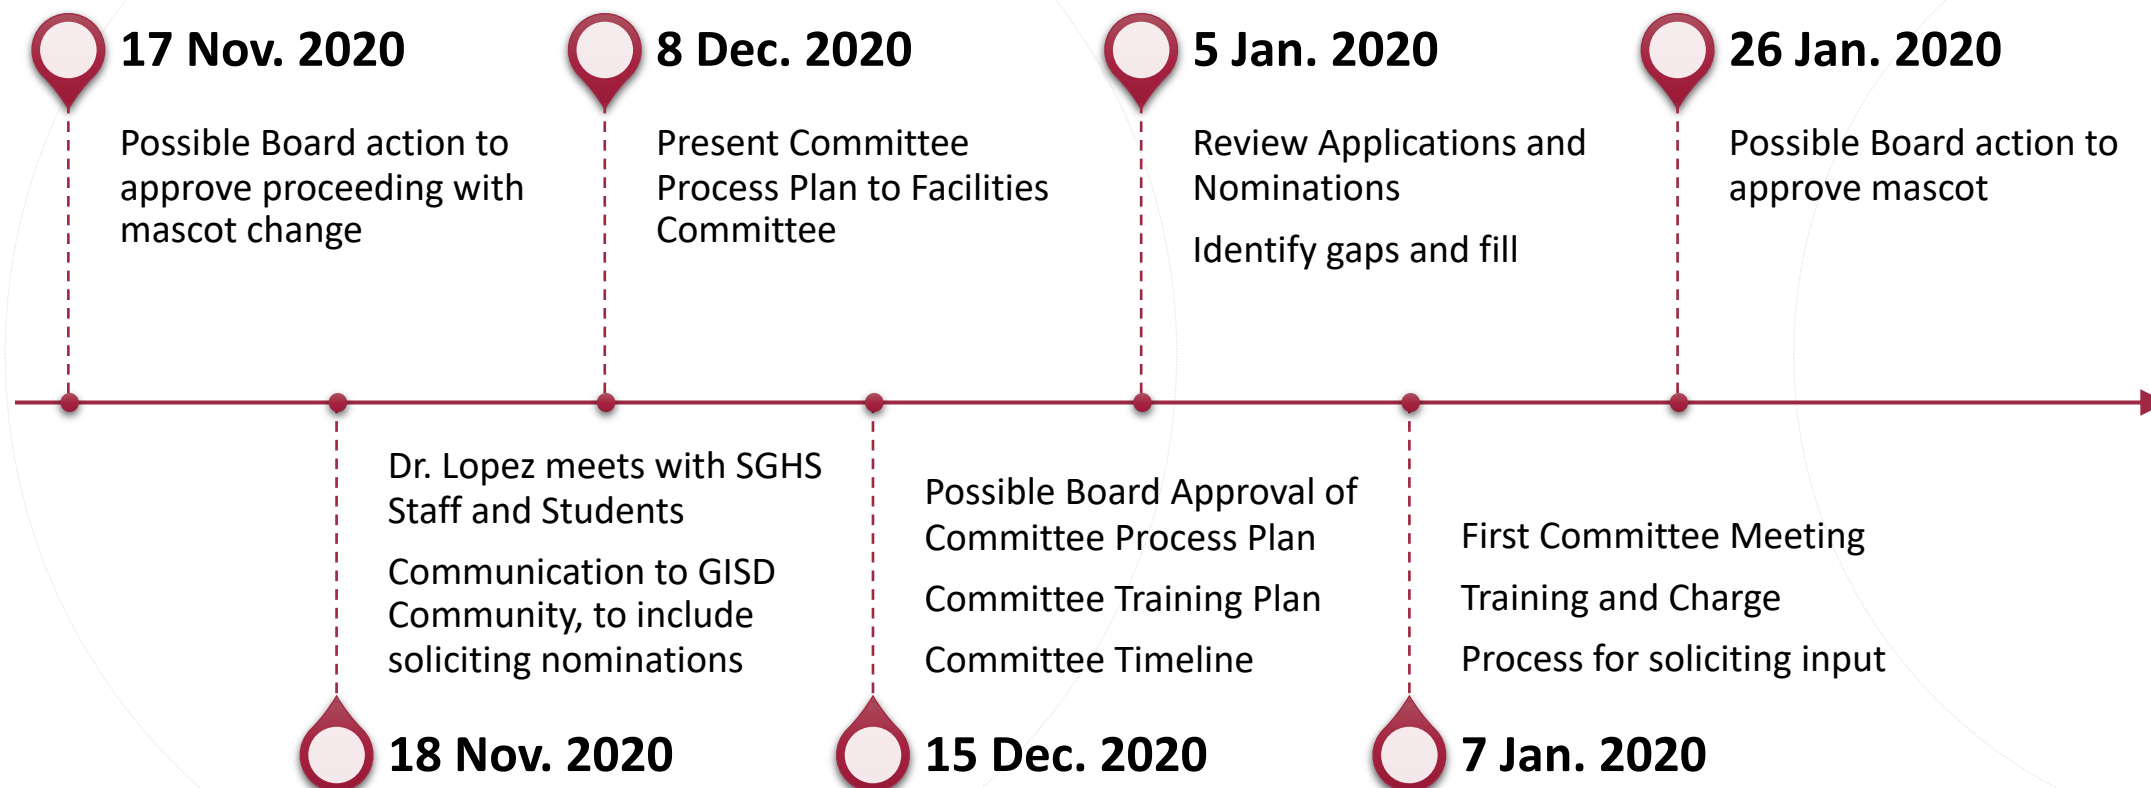 17 Nov. 2020
Possible Board action to
approve proceeding with
mascot change
8 Dec. 2020
Present Committee
Process Plan to Facilities
Committee
5 Jan. 2020
Review Applications and
Nominations
Identify gaps and fill
26 Jan. 2020
Possible Board action to
approve mascot
Dr. Lopez meets with SGHS
Staff and Students
Communication to GISD
Community, to include
soliciting nominations
18 Nov. 2020
Possible Board Approval of
Committee Process Plan
Committee Training Plan
Committee Timeline
15 Dec. 2020
First Committee Meeting
Training and Charge
Process for soliciting input
7 Jan. 2020